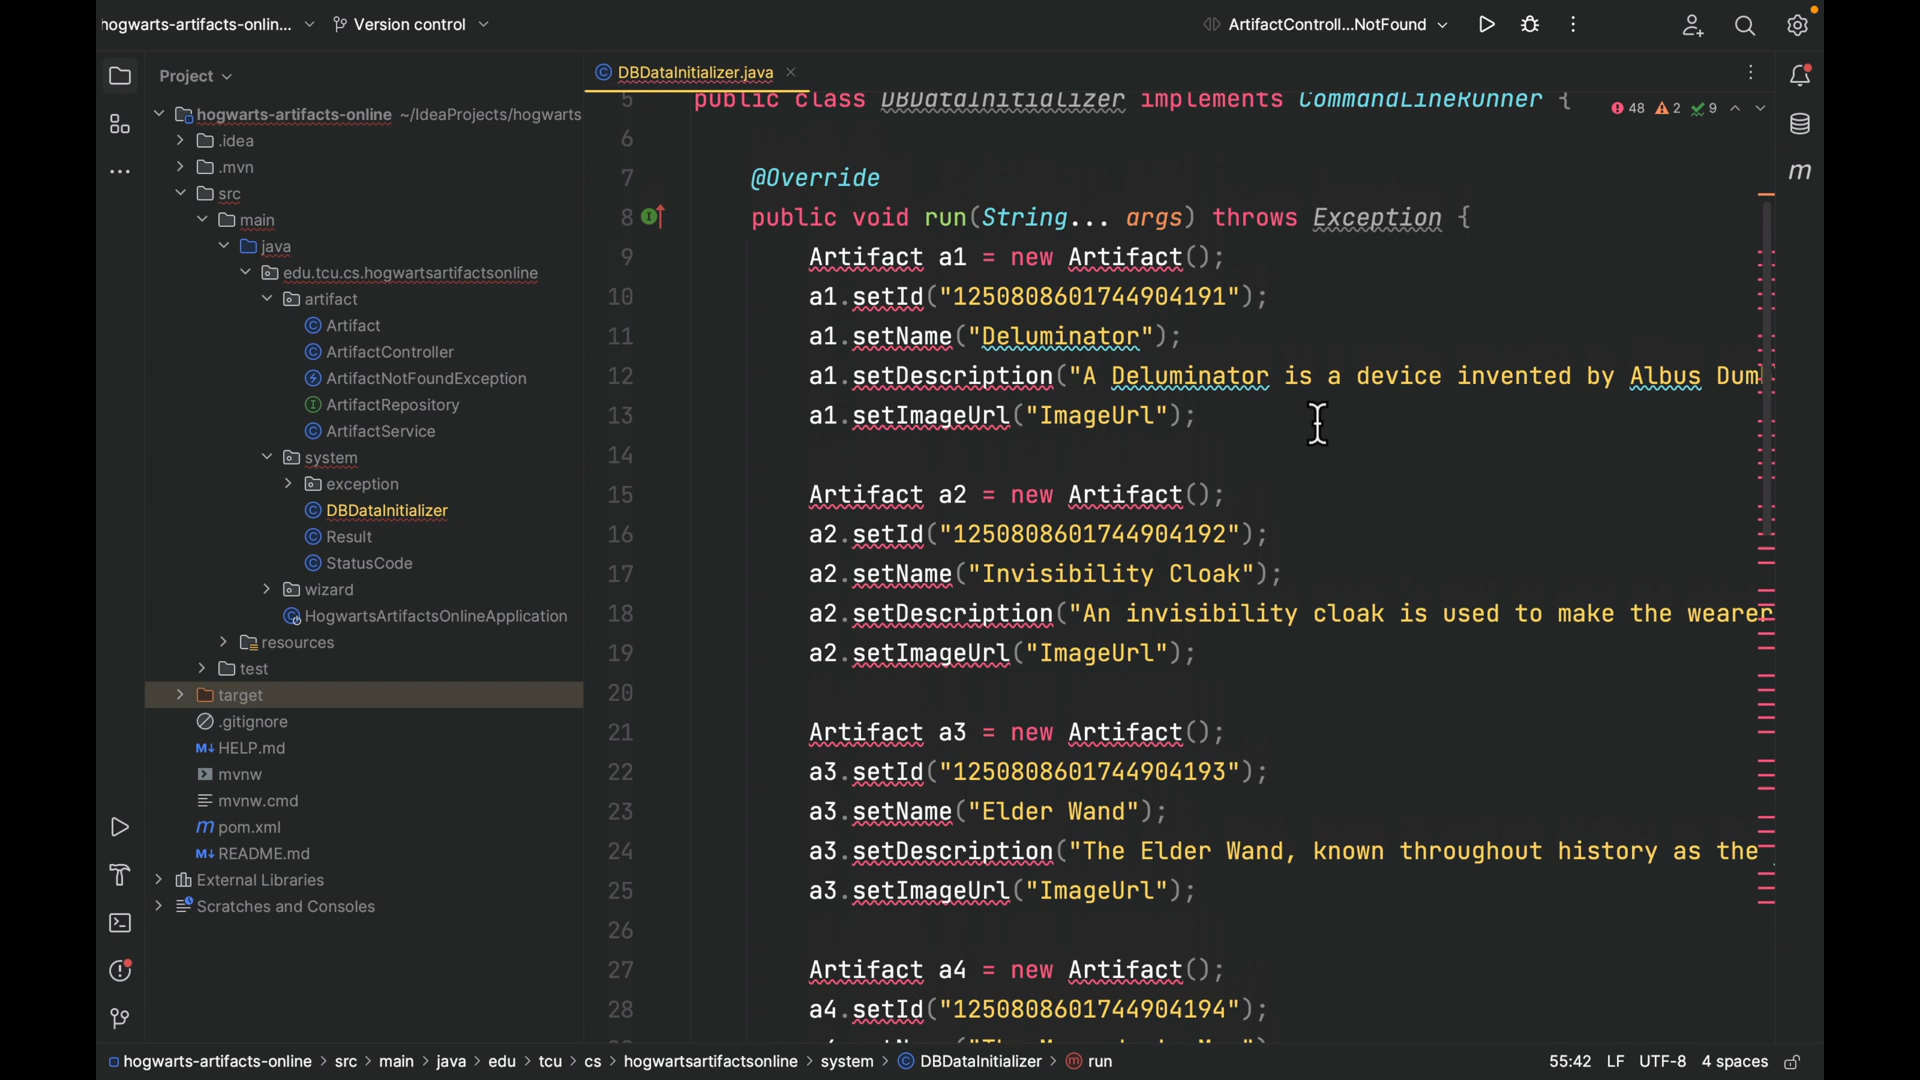 hogwarts-artifacts-onlin...
Version control
ArtifactControll...NotFound
Project
hogwarts-artifacts-online ~/IdeaProjects/hogwarts
.idea
.mvn
src
main
java
edu.tcu.cs.hogwartsartifactsonline
artifact
Artifact
ArtifactController
ArtifactNotFoundException
ArtifactRepository
ArtifactService
system
exception
DBDataInitializer
Result
StatusCode
wizard
HogwartsArtifactsOnlineApplication
resources
test
target
.gitignore
HELP.md
mvnw
mvnw.cmd
pom.xml
README.md
External Libraries
Scratches and Consoles
DBDataInitializer.java
48 2 9
5 public class DBDataInitializer implements CommandLineRunner {
6
7 @Override
8 public void run(String... args) throws Exception {
9 Artifact a1 = new Artifact();
10 a1.setId("1250808601744904191");
11 a1.setName("Deluminator");
12 a1.setDescription("A Deluminator is a device invented by Albus Dum
13 a1.setImageUrl("ImageUrl");
14
15 Artifact a2 = new Artifact();
16 a2.setId("1250808601744904192");
17 a2.setName("Invisibility Cloak");
18 a2.setDescription("An invisibility cloak is used to make the wearer
19 a2.setImageUrl("ImageUrl");
20
21 Artifact a3 = new Artifact();
22 a3.setId("1250808601744904193");
23 a3.setName("Elder Wand");
24 a3.setDescription("The Elder Wand, known throughout history as the
25 a3.setImageUrl("ImageUrl");
26
27 Artifact a4 = new Artifact();
28 a4.setId("1250808601744904194");
hogwarts-artifacts-online > src > main > java > edu > tcu > cs > hogwartsartifactsonline > system > DBDataInitializer > run
55:42 LF UTF-8 4 spaces